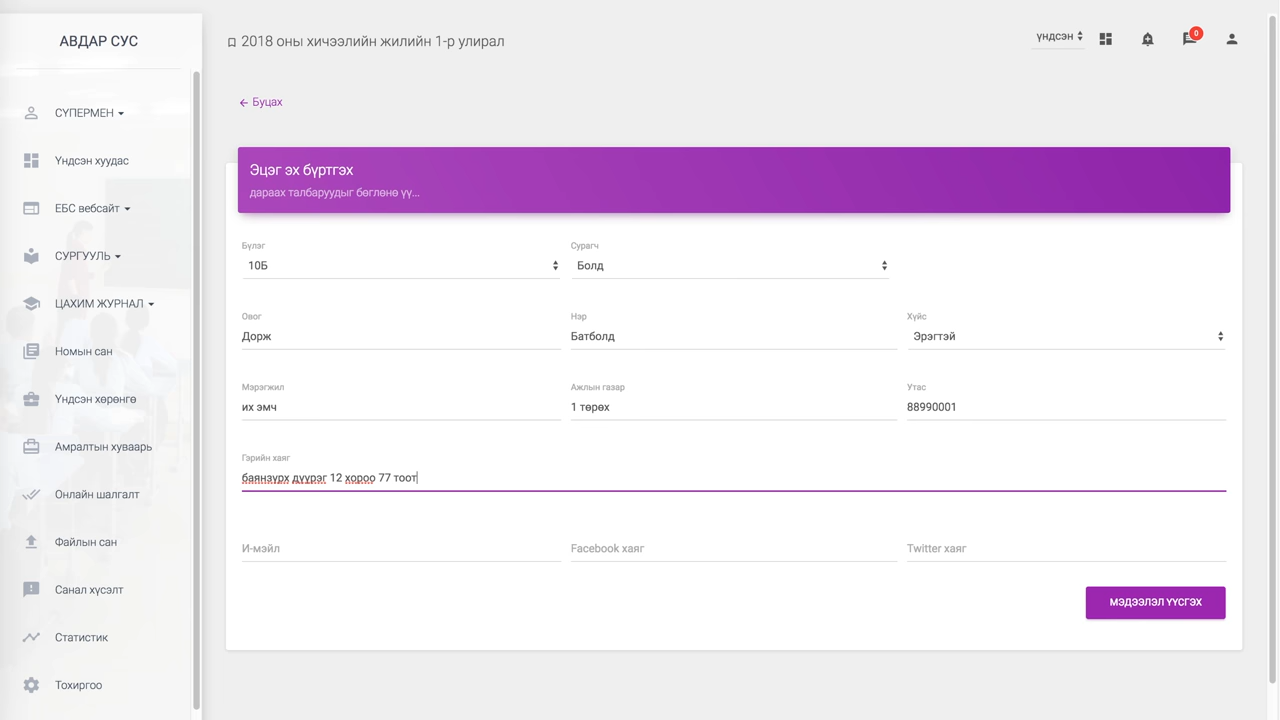 АВДАР СУС
СҮПЕРМЕН
Үндсэн хуудас
ЕБС вебсайт
СУРГУУЛЬ
ЦАХИМ ЖУРНАЛ
Номын сан
Үндсэн хөрөнгө
Амралтын хуваарь
Онлайн шалгалт
Файлын сан
Санал хүсэлт
Статистик
Тохиргоо
2018 оны хичээлийн жилийн 1-р улирал
үндсэн
0
Буцах
Эцэг эх бүртгэх
дараах талбаруудыг бөглөнө үү...
Бүлэг Сурагч
10Б Болд
Овог Нэр Хүйс
Дорж Батболд Эрэгтэй
Мэрэгжил Ажлын газар Утас
их эмч 1 төрөх 88990001
Гэрийн хаяг
баянзүрх дүүрэг 12 хороо 77 тоот
И-мэйл Facebook хаяг Twitter хаяг
МЭДЭЭЛЭЛ ҮҮСГЭХ